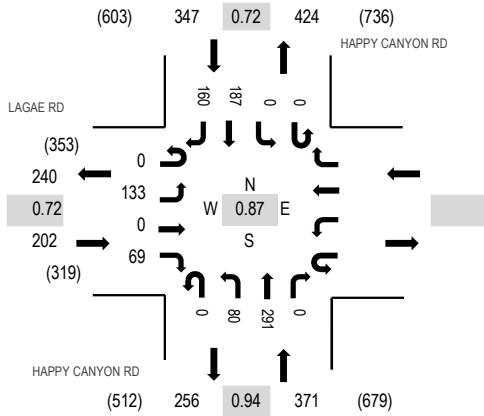 (603) 347 0.72 424 (736)
HAPPY CANYON RD
LAGAE RD
160 187 0 0
(353)
240
0
0.72
133
N
W 0.87 E
S
0
202
69
(319)
0 80 291 0
HAPPY CANYON RD
(512) 256 0.94 371 (679)